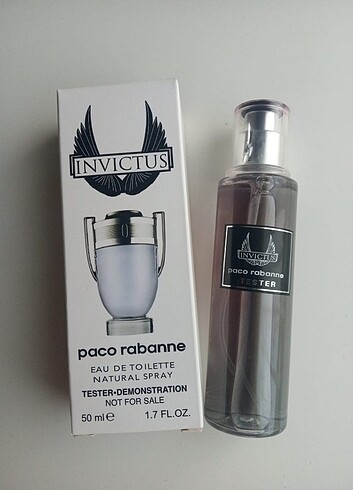 INVICTUS
paco rabanne
EAU DE TOILETTE
NATURAL SPRAY
TESTER•DEMONSTRATION
NOT FOR SALE
50 ml℮ 1.7 FL.OZ.
INVICTUS
paco rabanne
TESTER